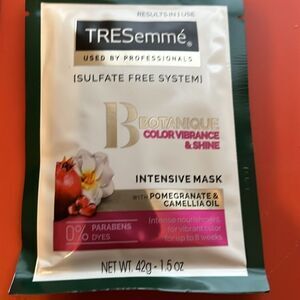 RESULTS IN 1 USE
TRESemmé®
USED BY PROFESSIONALS
[SULFATE FREE SYSTEM]
B
BOTANIQUE
COLOR VIBRANCE
& SHINE
INTENSIVE MASK
WITH POMEGRANATE &
CAMELLIA OIL
0% PARABENS
DYES
Intense nourishment
for vibrant color
for up to 8 weeks
NET WT. 42g - 1.5 oz